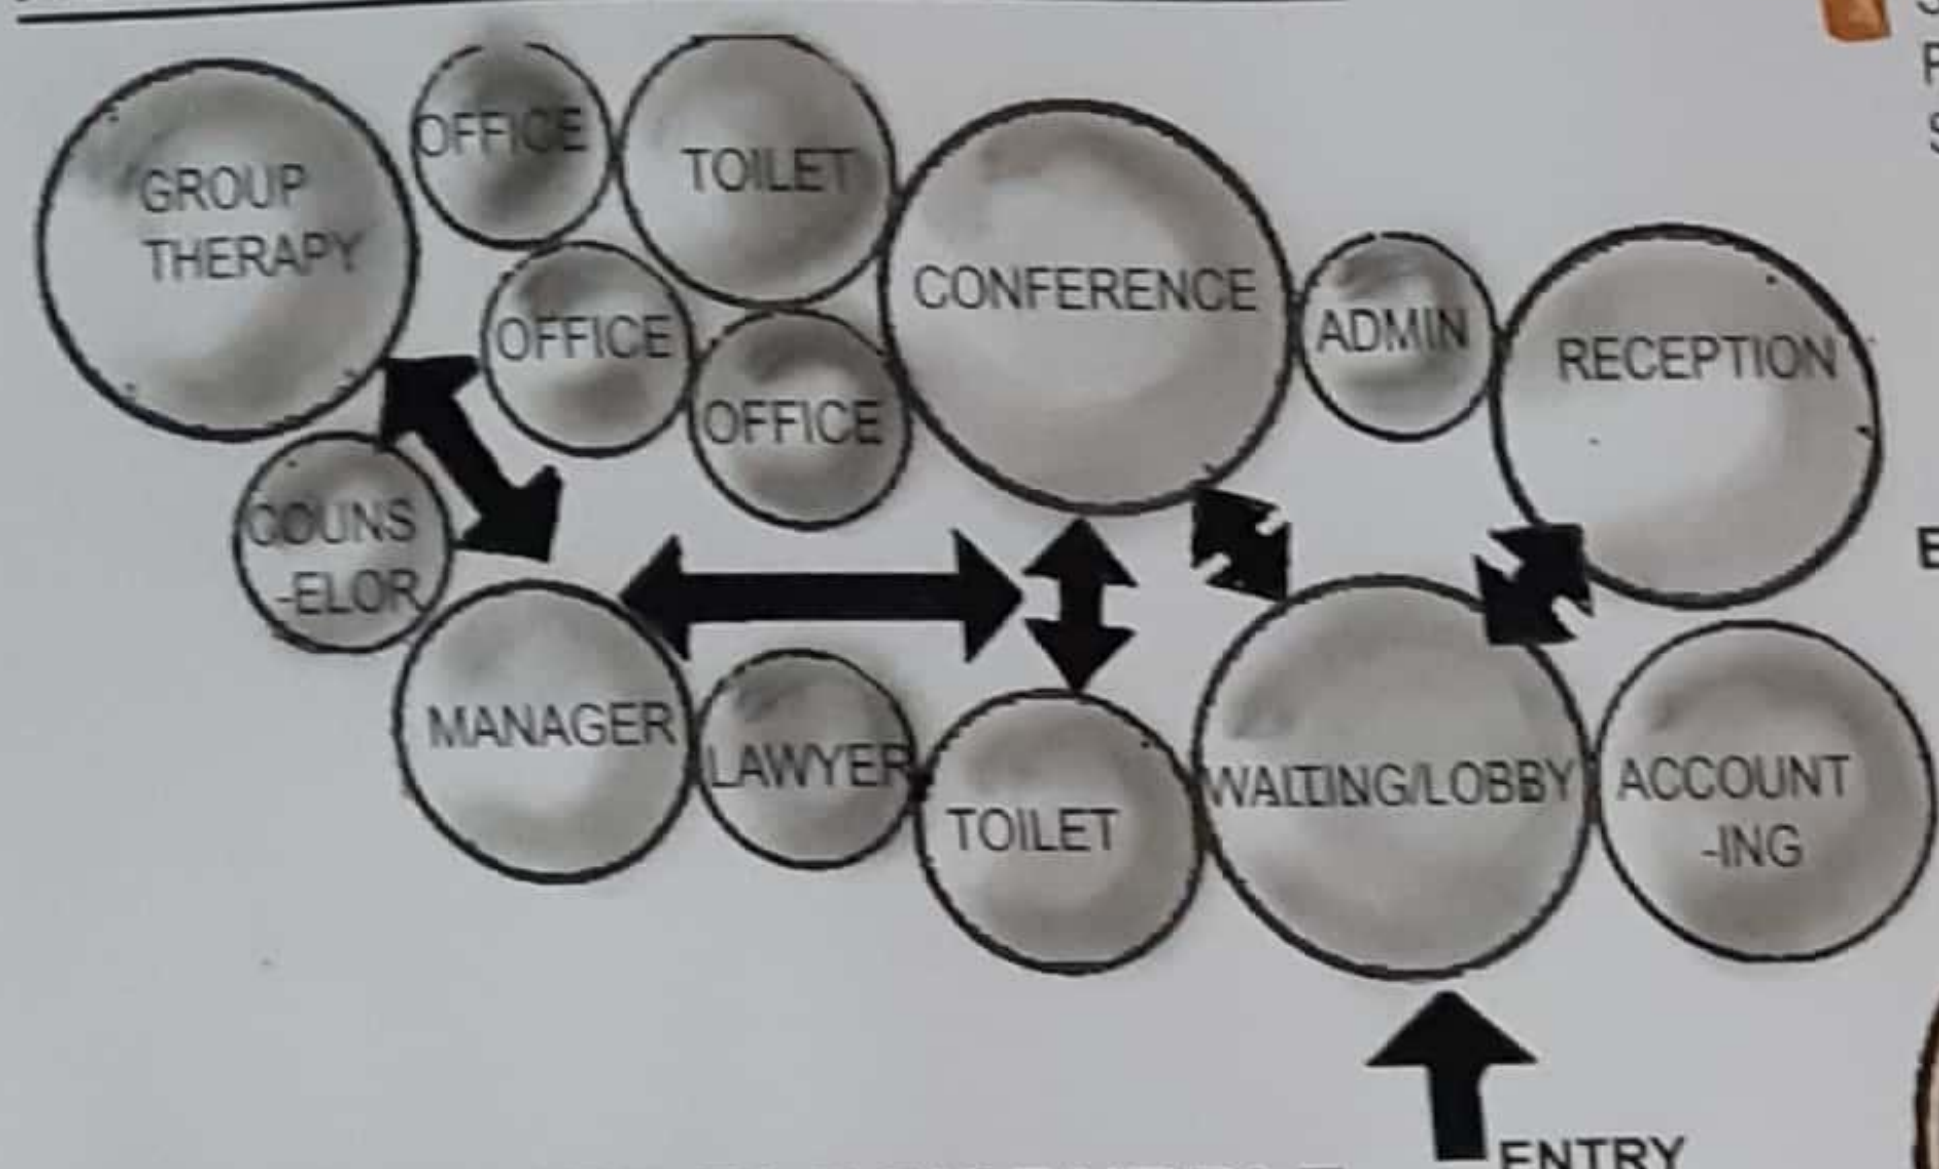 GROUP
THERAPY
OFFICE
TOILET
OFFICE
OFFICE
CONFERENCE
ADMIN
RECEPTION
COUNS
-ELOR
MANAGER
LAWYER
TOILET
WAITING/LOBBY
ACCOUNT
-ING
ENTRY